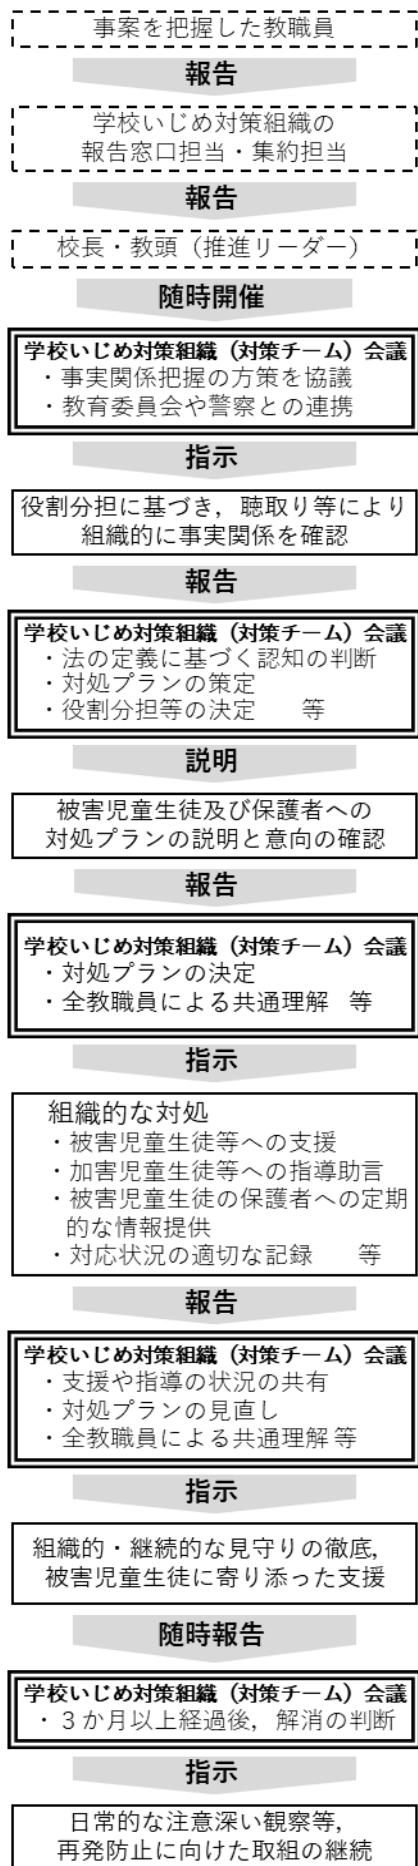 事案を把握した教職員
報告
学校いじめ対策組織の
報告窓口担当・集約担当
報告
校長・教頭（推進リーダー）
随時開催
学校いじめ対策組織（対策チーム）会議
・事実関係把握の方策を協議
・教育委員会や警察との連携
指示
役割分担に基づき，聴取り等により
組織的に事実関係を確認
報告
学校いじめ対策組織（対策チーム）会議
・法の定義に基づく認知の判断
・対処プランの策定
・役割分担等の決定　　等
説明
被害児童生徒及び保護者への
対処プランの説明と意向の確認
報告
学校いじめ対策組織（対策チーム）会議
・対処プランの決定
・全教職員による共通理解　等
指示
組織的な対処
・被害児童生徒等への支援
・加害児童生徒等への指導助言
・被害児童生徒の保護者への定期
的な情報提供
・対応状況の適切な記録　　等
報告
学校いじめ対策組織（対策チーム）会議
・支援や指導の状況の共有
・対処プランの見直し
・全教職員による共通理解 等
指示
組織的・継続的な見守りの徹底，
被害児童生徒に寄り添った支援
随時報告
学校いじめ対策組織（対策チーム）会議
・３か月以上経過後，解消の判断
指示
日常的な注意深い観察等，
再発防止に向けた取組の継続